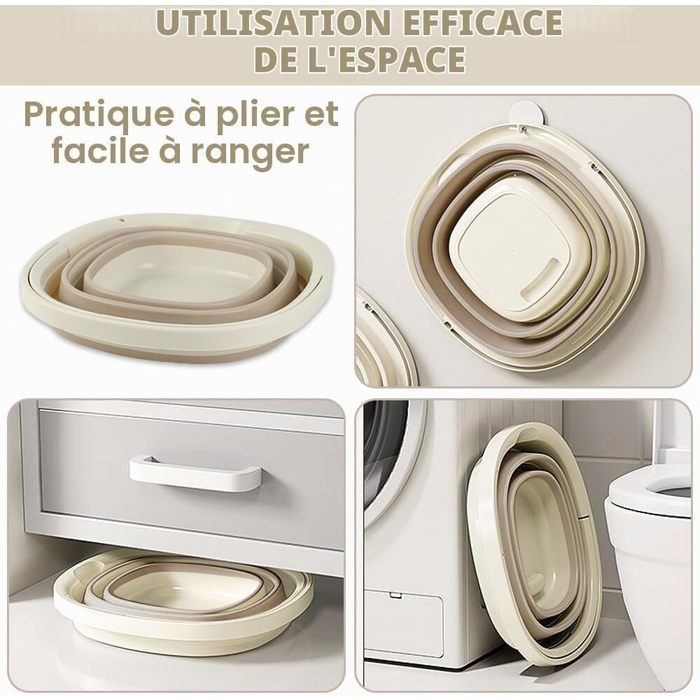 UTILISATION EFFICACE
DE L'ESPACE
Pratique à plier et
facile à ranger